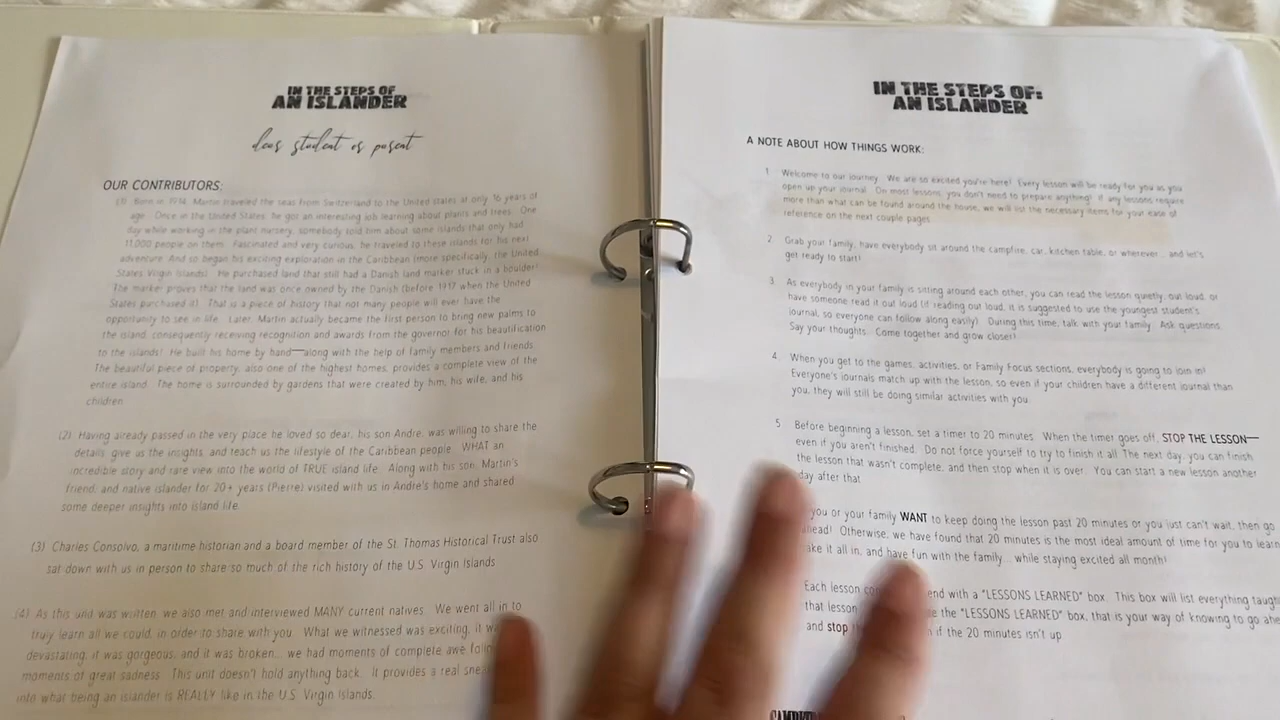 IN THE STEPS OF
AN ISLANDER
dear student or parent
OUR CONTRIBUTORS:
(1) Born in 1914, Martin traveled the seas from Switzerland to the United states at only 16 years of
age. Once in the United States, he got an interesting job learning about plants and trees. One
day while working in the plant nursery, somebody told him about some islands that only had
11,000 people on them. Fascinated and very curious, he traveled to these islands for his next
adventure. And so began his exciting exploration in the Caribbean (more specifically, the United
States Virgin Islands). He purchased land that still had a Danish land marker stuck in a boulder!
The marker proves that the land was once owned by the Danish (before 1917 when the United
States purchased it). That is a piece of history that not many people will ever have the
opportunity to see in life. Later, Martin actually became the first person to bring new palms to
the island, consequently receiving recognition and awards from the governor for his beautification
to the islands! He built his home by hand—along with the help of family members and friends.
The beautiful piece of property, also one of the highest homes, provides a complete view of the
entire island. The home is surrounded by gardens that were created by him, his wife, and his
children.
(2) Having already passed in the very place he loved so dear, his son Andre, was willing to share the
details, give us the insights, and teach us the lifestyle of the Caribbean people. WHAT an
incredible story and rare view into the world of TRUE island life. Along with his son, Martin's
friend, and native islander for 20+ years (Pierre) visited with us in Andre's home and shared
some deeper insights into island life.
(3) Charles Consolvo, a maritime historian and a board member of the St. Thomas Historical Trust also
sat down with us in person to share so much of the rich history of the U.S. Virgin Islands.
(4) As this unit was written, we also met and interviewed MANY current natives. We went all in to
truly learn all we could, in order to share with you. What we witnessed was exciting, it
devastating, it was gorgeous, and it was broken... we had moments of complete awe
moments of great sadness. This unit doesn't hold anything back. It provides a real
into what being an islander is REALLY like in the U.S. Virgin Islands.
IN THE STEPS OF:
AN ISLANDER
A NOTE ABOUT HOW THINGS WORK:
1. Welcome to our journey. We are so excited you're here! Every lesson will be ready for you as you
open up your journal. On most lessons, you don't need to prepare anything! If any lessons require
more than what can be found around the house, we will list the necessary items for your ease of
reference on the next couple pages.
2. Grab your family, have everybody sit around the campfire, car, kitchen table, or wherever... and let's
get ready to start!
3. As everybody in your family is sitting around each other, you can read the lesson quietly, out loud, or
have someone read it out loud (if reading out loud, it is suggested to use the youngest student's
journal, so everyone can follow along easily). During this time, talk with your family. Ask questions.
Say your thoughts. Come together and grow closer!
4. When you get to the games, activities, or Family Focus sections, everybody is going to join in!
Everyone's journals match up with the lesson, so even if your children have a different journal than
you, they will still be doing similar activities with you.
5. Before beginning a lesson, set a timer to 20 minutes. When the timer goes off, STOP THE LESSON—
even if you aren't finished. Do not force yourself to try to finish it all. The next day, you can finish
the lesson that wasn't complete, and then stop when it is over. You can start a new lesson another
day after that.
you or your family WANT to keep doing the lesson past 20 minutes or you just can't wait, then go
ahead! Otherwise, we have found that 20 minutes is the most ideal amount of time for you to learn,
take it all in, and have fun with the family... while staying excited all month!
Each lesson end with a "LESSONS LEARNED" box. This box will list everything taught
that lesson the "LESSONS LEARNED" box, that is your way of knowing to go ahead
and stop if the 20 minutes isn't up.